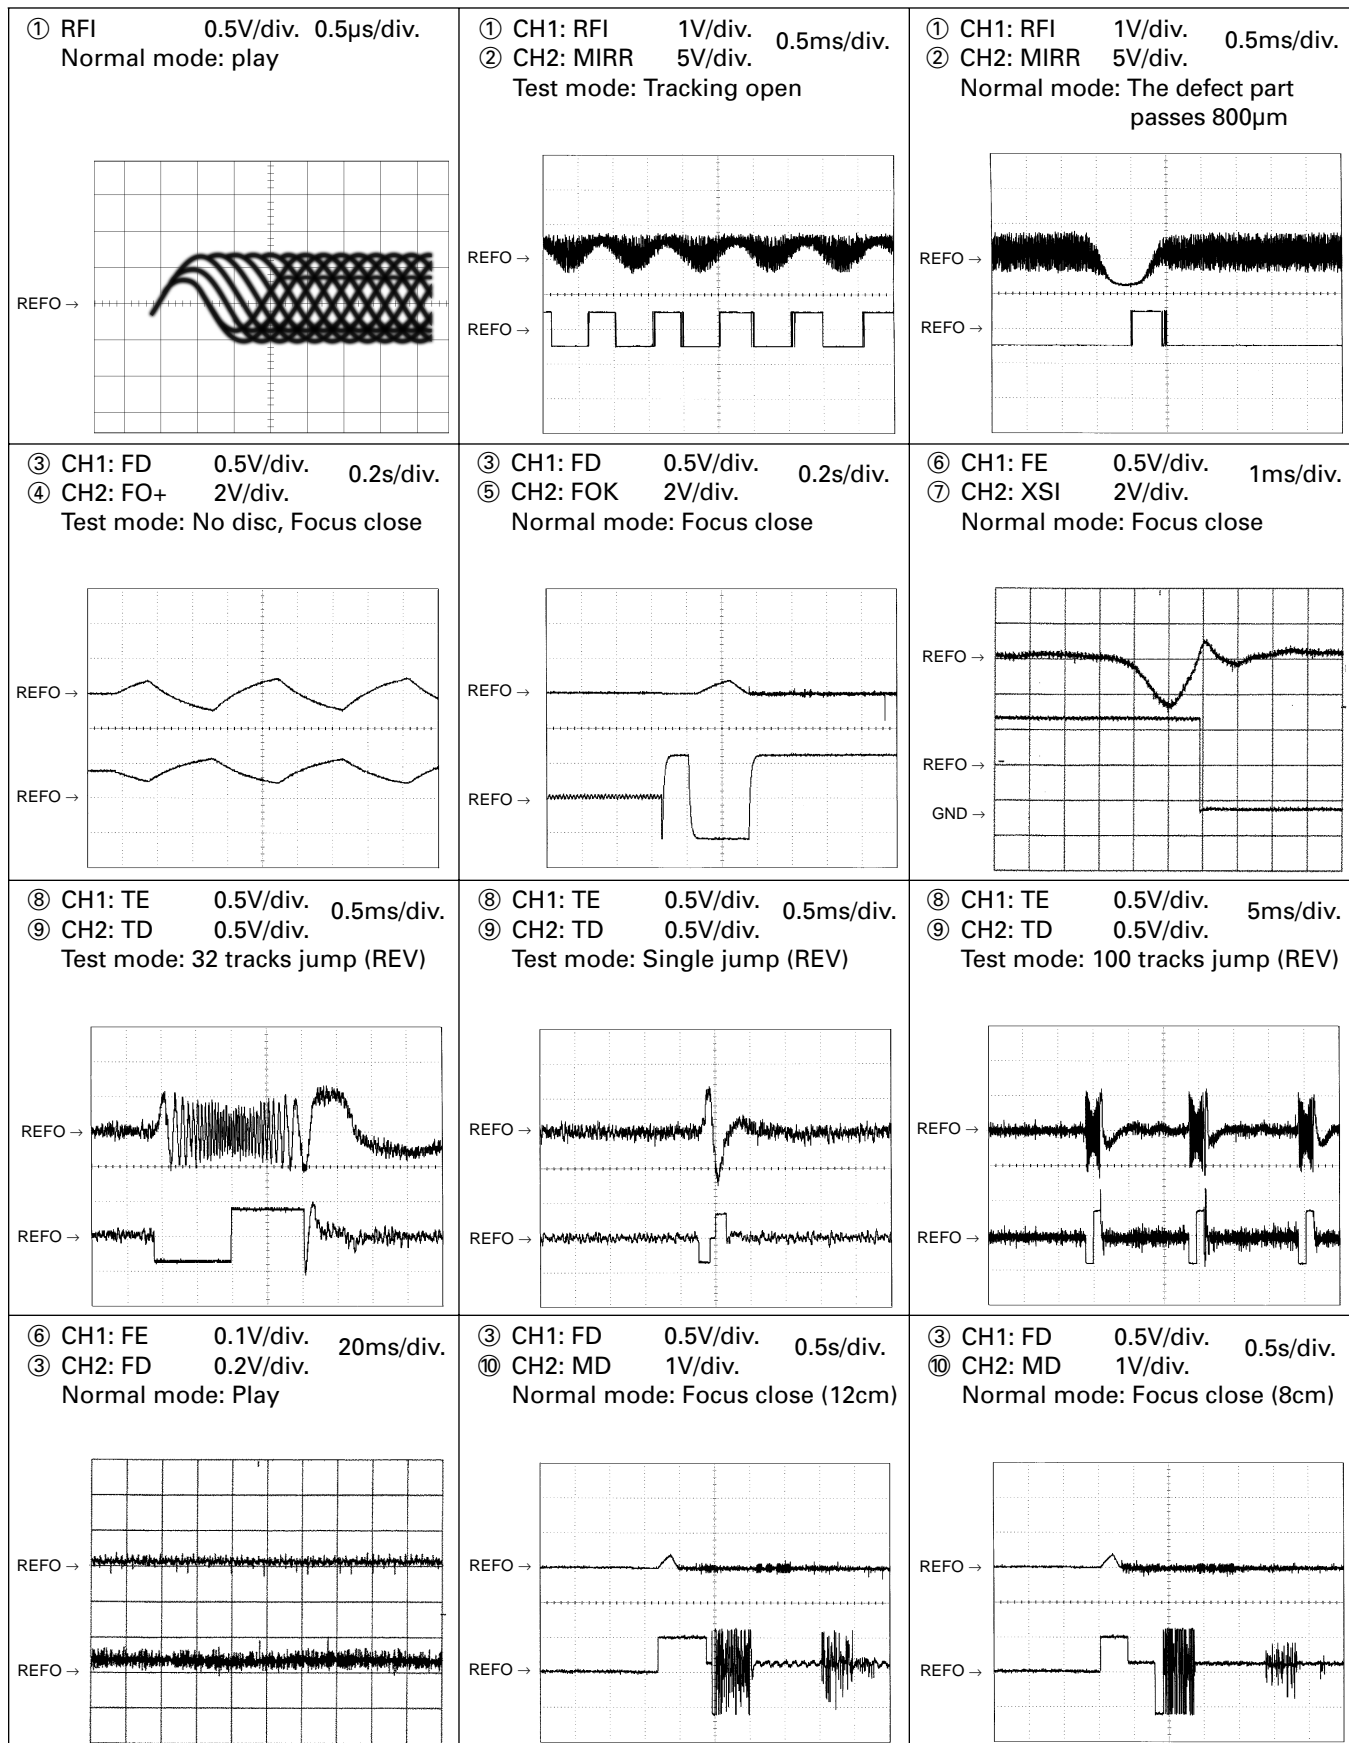 ① RFI 0.5V/div. 0.5µs/div.
Normal mode: play
REFO →
① CH1: RFI 1V/div. 0.5ms/div.
② CH2: MIRR 5V/div.
Test mode: Tracking open
REFO →
REFO →
① CH1: RFI 1V/div. 0.5ms/div.
② CH2: MIRR 5V/div.
Normal mode: The defect part
passes 800µm
REFO →
REFO →
③ CH1: FD 0.5V/div. 0.2s/div.
④ CH2: FO+ 2V/div.
Test mode: No disc, Focus close
REFO →
REFO →
③ CH1: FD 0.5V/div. 0.2s/div.
⑤ CH2: FOK 2V/div.
Normal mode: Focus close
REFO →
REFO →
⑥ CH1: FE 0.5V/div. 1ms/div.
⑦ CH2: XSI 2V/div.
Normal mode: Focus close
REFO →
REFO →
GND →
⑧ CH1: TE 0.5V/div. 0.5ms/div.
⑨ CH2: TD 0.5V/div.
Test mode: 32 tracks jump (REV)
REFO →
REFO →
⑧ CH1: TE 0.5V/div. 0.5ms/div.
⑨ CH2: TD 0.5V/div.
Test mode: Single jump (REV)
REFO →
REFO →
⑧ CH1: TE 0.5V/div. 5ms/div.
⑨ CH2: TD 0.5V/div.
Test mode: 100 tracks jump (REV)
REFO →
REFO →
⑥ CH1: FE 0.1V/div. 20ms/div.
③ CH2: FD 0.2V/div.
Normal mode: Play
REFO →
REFO →
③ CH1: FD 0.5V/div. 0.5s/div.
⑩ CH2: MD 1V/div.
Normal mode: Focus close (12cm)
REFO →
REFO →
③ CH1: FD 0.5V/div. 0.5s/div.
⑩ CH2: MD 1V/div.
Normal mode: Focus close (8cm)
REFO →
REFO →